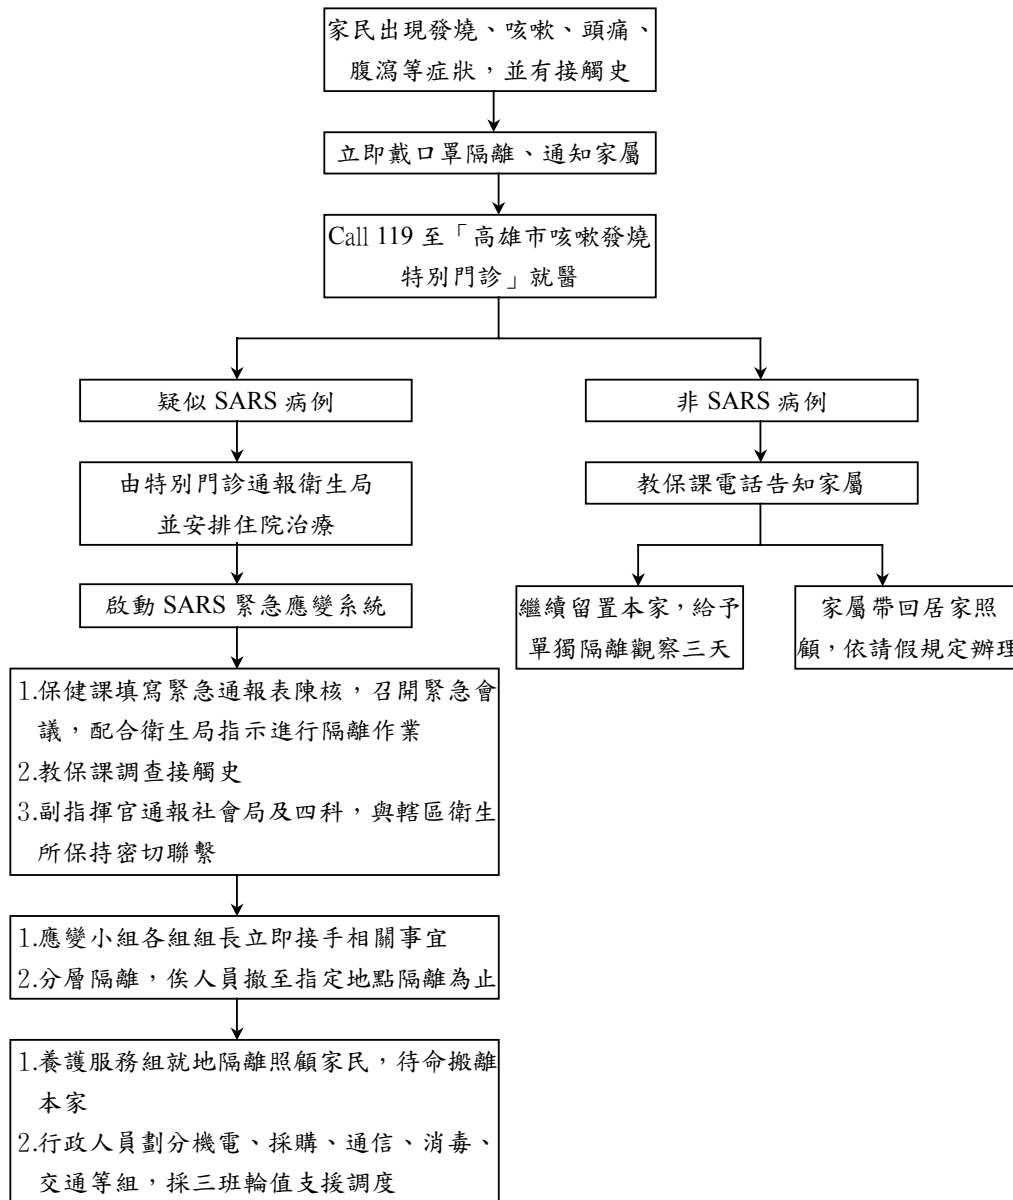 家民出現發燒、咳嗽、頭痛、
腹瀉等症狀，並有接觸史
立即戴口罩隔離、通知家屬
Call 119 至「高雄市咳嗽發燒
特別門診」就醫
疑似 SARS 病例
非 SARS 病例
由特別門診通報衛生局
並安排住院治療
教保課電話告知家屬
啟動 SARS 緊急應變系統
繼續留置本家，給予
單獨隔離觀察三天
家屬帶回居家照
顧，依請假規定辦理
1.保健課填寫緊急通報表陳核，召開緊急會
議，配合衛生局指示進行隔離作業
2.教保課調查接觸史
3.副指揮官通報社會局及四科，與轄區衛生
所保持密切聯繫
1.應變小組各組組長立即接手相關事宜
2.分層隔離，俟人員撤至指定地點隔離為止
1.養護服務組就地隔離照顧家民，待命搬離
本家
2.行政人員劃分機電、採購、通信、消毒、
交通等組，採三班輪值支援調度